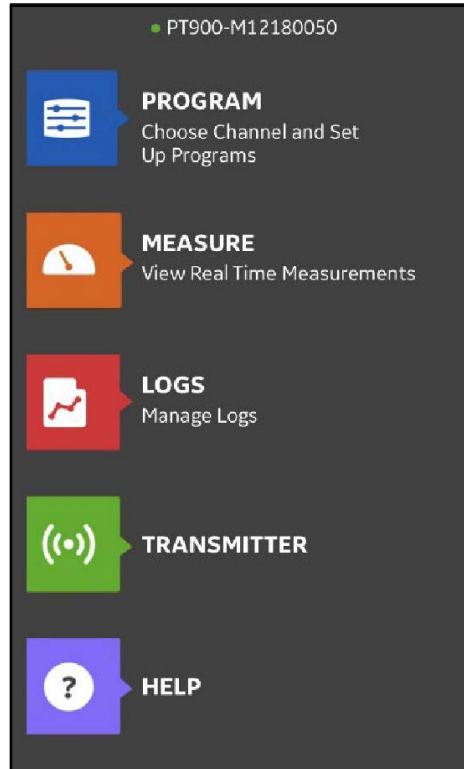 PT900-M12180050
PROGRAM
Choose Channel and Set
Up Programs
MEASURE
View Real Time Measurements
LOGS
Manage Logs
TRANSMITTER
?
HELP